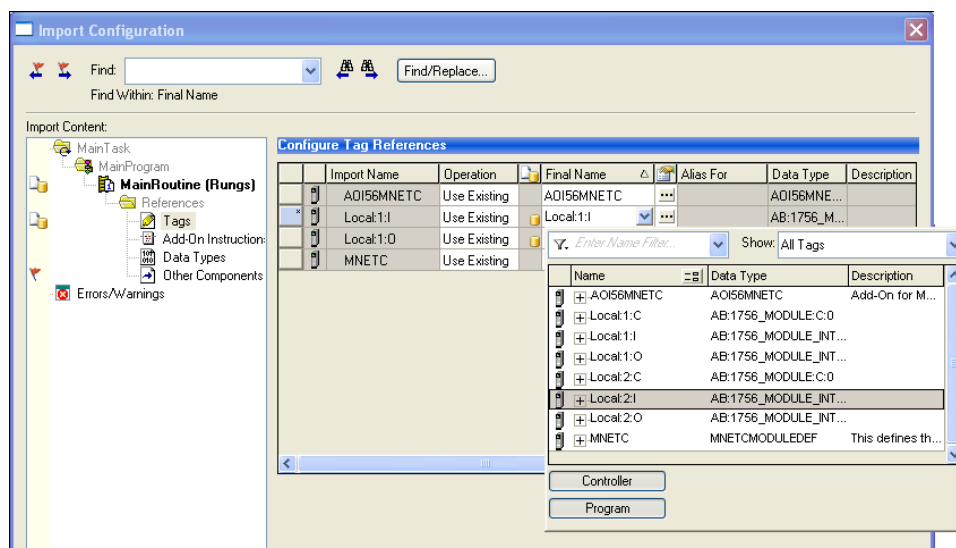 Import Configuration
Find:
Find/Replace...
Find Within: Final Name
Import Content:
MainTask
MainProgram
MainRoutine (Rungs)
References
Tags
Add-On Instruction:
Data Types
Other Components
Errors/Warnings
Configure Tag References
Import Name Operation Final Name Alias For Data Type Description
AOI56MNETC Use Existing AOI56MNETC ... AOI56MNE...
* Local:1:I Use Existing Local:1:I ... AB:1756_M...
Local:1:O Use Existing
MNETC Use Existing
Enter Name Filter... Show: All Tags
Name Data Type Description
AOI56MNETC AOI56MNETC Add-On for M...
Local:1:C AB:1756_MODULE:C:0
Local:1:I AB:1756_MODULE_INT...
Local:1:O AB:1756_MODULE_INT...
Local:2:C AB:1756_MODULE:C:0
Local:2:I AB:1756_MODULE_INT...
Local:2:O AB:1756_MODULE_INT...
MNETC MNETCMODULEDEF This defines th...
Controller
Program